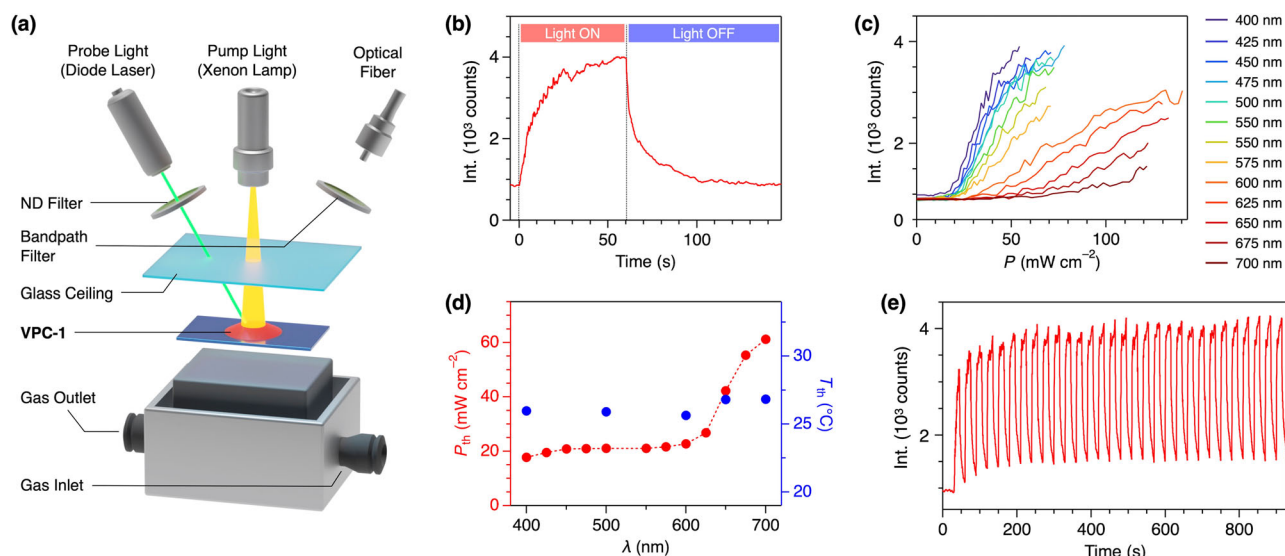 (a)
Probe Light
(Diode Laser)
Pump Light
(Xenon Lamp)
Optical
Fiber
ND Filter
Bandpath
Filter
Glass Ceiling
VPC-1
Gas Outlet
Gas Inlet
(b)
Light ON
Light OFF
Int. (10³ counts)
4
2
0
0
50
100
Time (s)
(c)
Int. (10³ counts)
4
2
0
0
50
100
P (mW cm⁻²)
400 nm
425 nm
450 nm
475 nm
500 nm
550 nm
550 nm
575 nm
600 nm
625 nm
650 nm
675 nm
700 nm
(d)
Pth (mW cm⁻²)
60
40
20
0
400
500
600
700
λ (nm)
30
25
20
Tth (°C)
(e)
Int. (10³ counts)
4
2
0
0
200
400
600
800
Time (s)